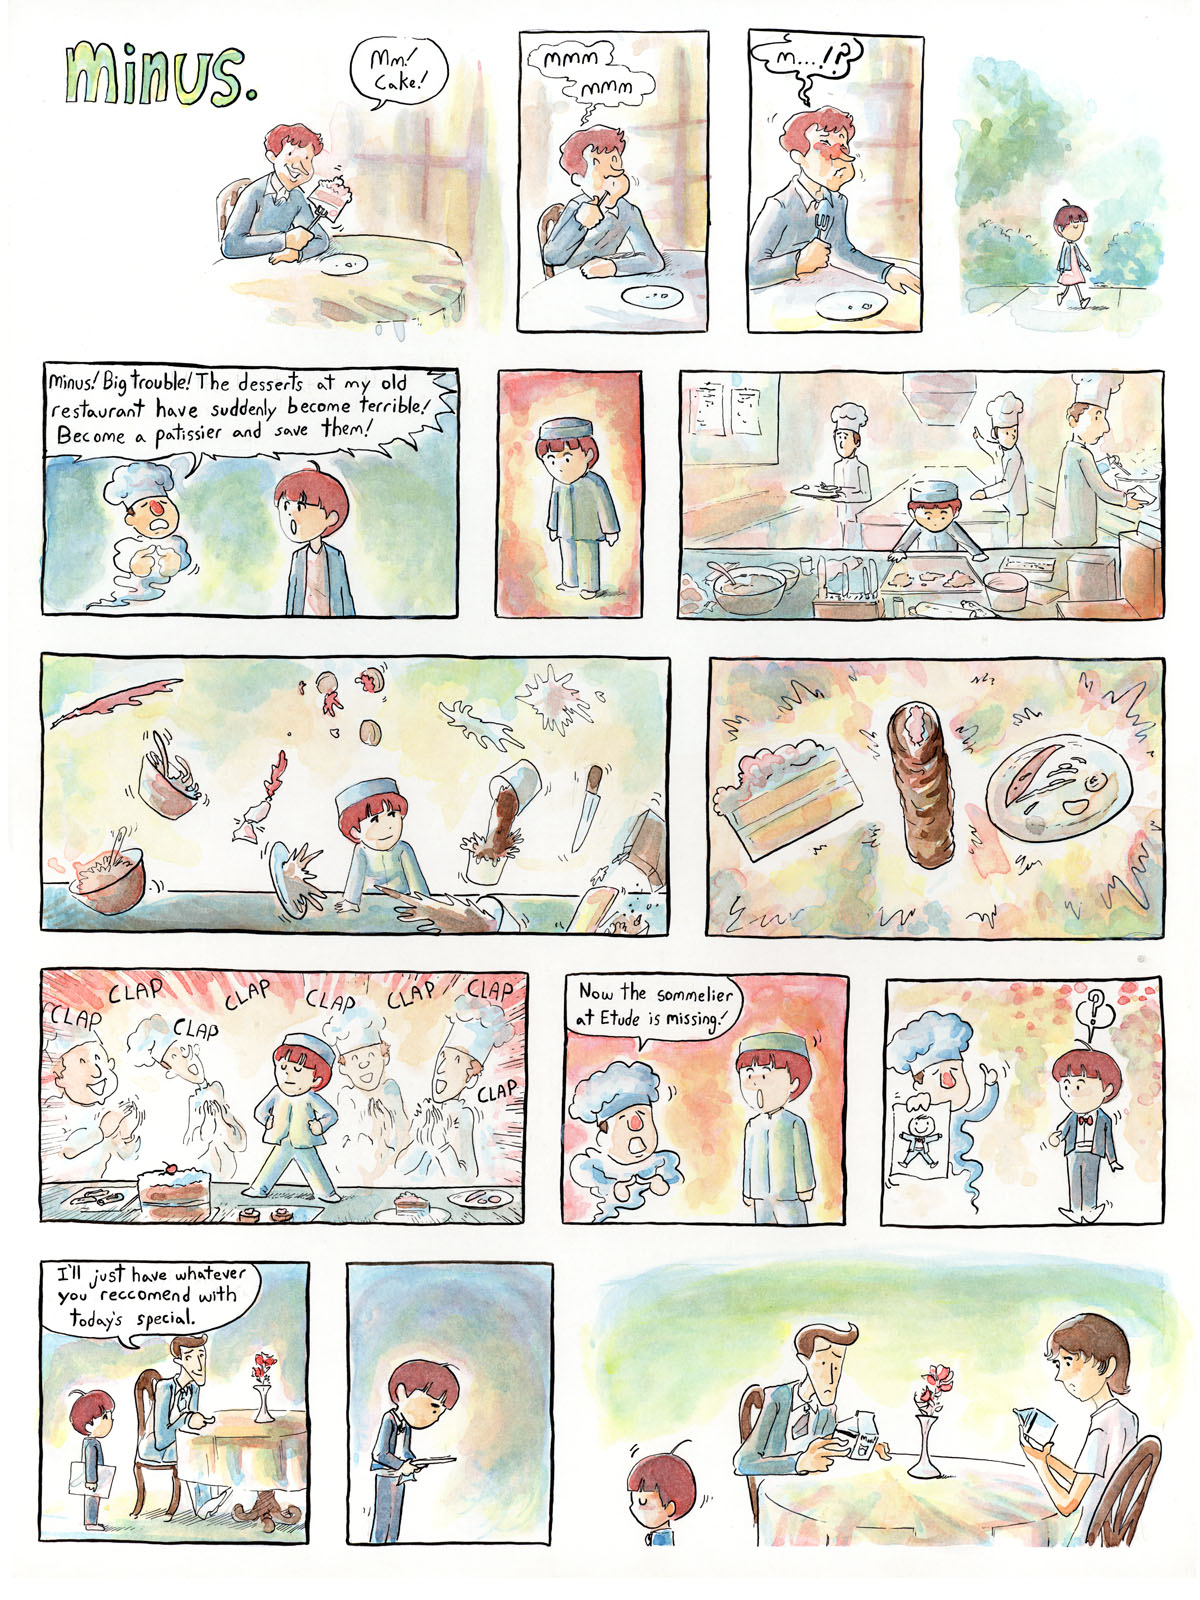 minus.
Mm!
Cake!
mmm
mmm
m...!?
Minus! Big trouble! The desserts at my old
restaurant have suddenly become terrible!
Become a patissier and save them!
CLAP
CLAP
CLAP
CLAP
CLAP
CLAP
CLAP
CLAP
Now the sommelier
at Etude is missing!
?
I'll just have whatever
you reccomend with
today's special.